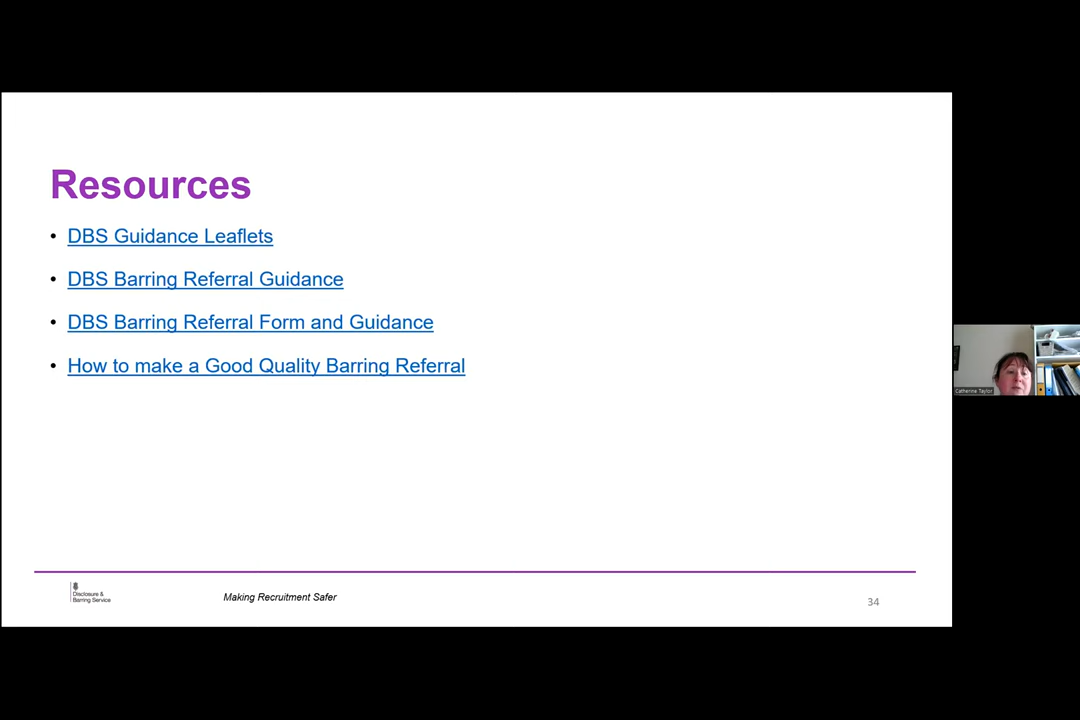 Resources
• DBS Guidance Leaflets
• DBS Barring Referral Guidance
• DBS Barring Referral Form and Guidance
• How to make a Good Quality Barring Referral
Catherine Taylor
Disclosure &
Barring Service
Making Recruitment Safer
34